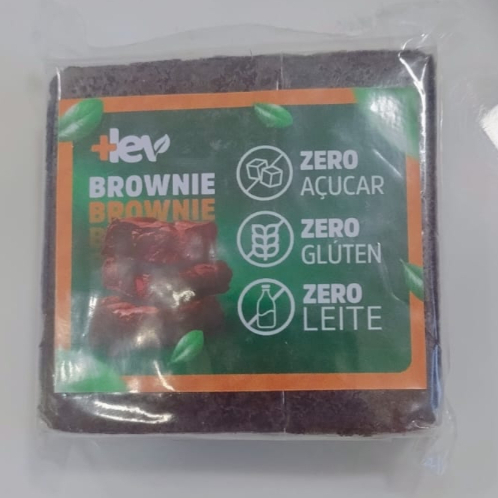 +lev
BROWNIE
BROWNIE
ZERO
AÇUCAR
ZERO
GLÚTEN
ZERO
LEITE